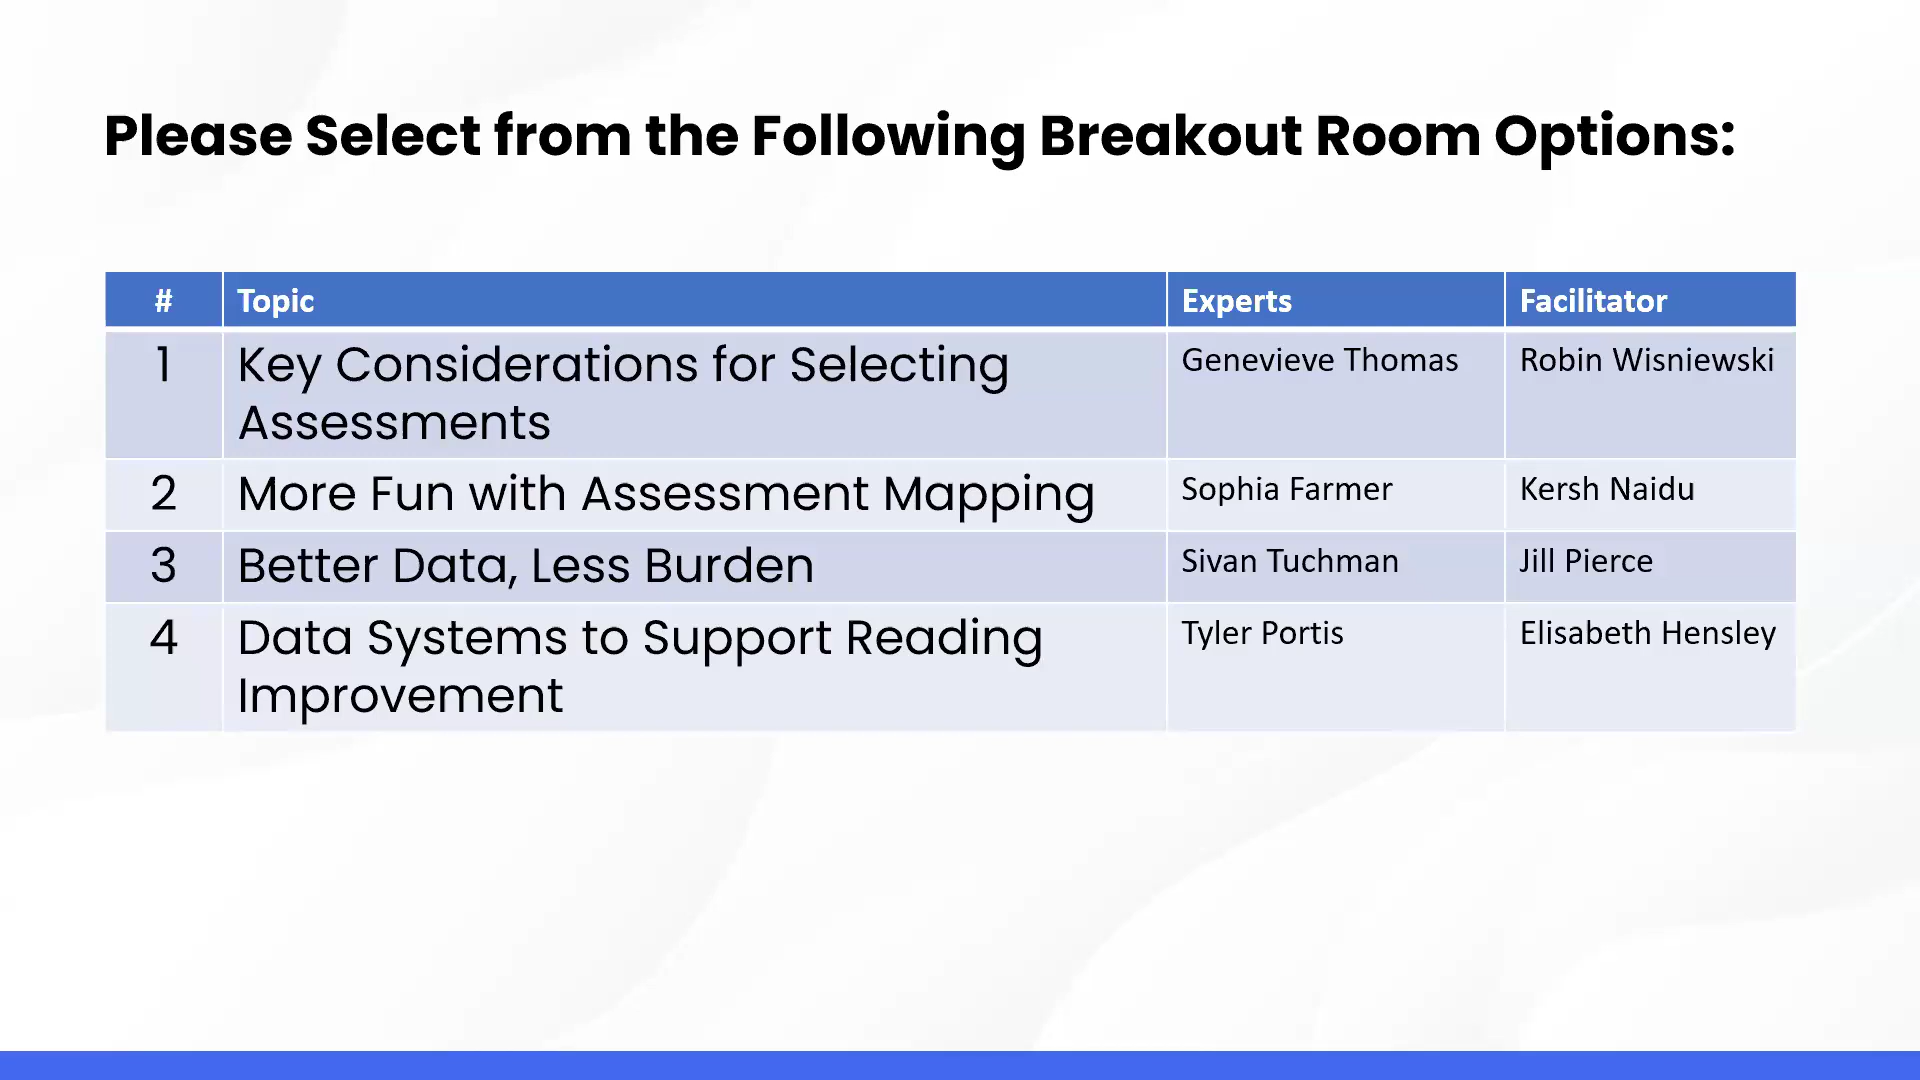 Please Select from the Following Breakout Room Options:
# Topic Experts Facilitator
1 Key Considerations for Selecting Genevieve Thomas Robin Wisniewski
Assessments
2 More Fun with Assessment Mapping Sophia Farmer Kersh Naidu
3 Better Data, Less Burden Sivan Tuchman Jill Pierce
4 Data Systems to Support Reading Tyler Portis Elisabeth Hensley
Improvement